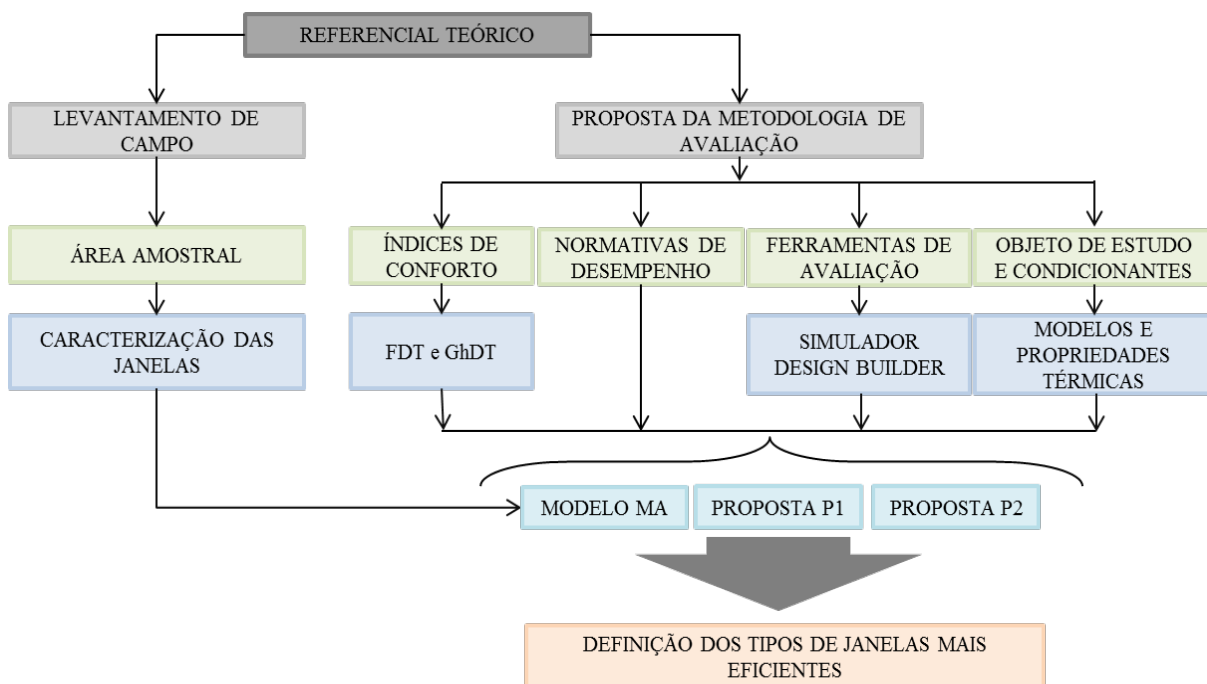 REFERENCIAL TEÓRICO
LEVANTAMENTO DE
CAMPO
PROPOSTA DA METODOLOGIA DE
AVALIAÇÃO
ÁREA AMOSTRAL
ÍNDICES DE
CONFORTO
NORMATIVAS DE
DESEMPENHO
FERRAMENTAS DE
AVALIAÇÃO
OBJETO DE ESTUDO
E CONDICIONANTES
CARACTERIZAÇÃO DAS
JANELAS
FDT e GhDT
SIMULADOR
DESIGN BUILDER
MODELOS E
PROPRIEDADES
TÉRMICAS
MODELO MA
PROPOSTA P1
PROPOSTA P2
DEFINIÇÃO DOS TIPOS DE JANELAS MAIS
EFICIENTES